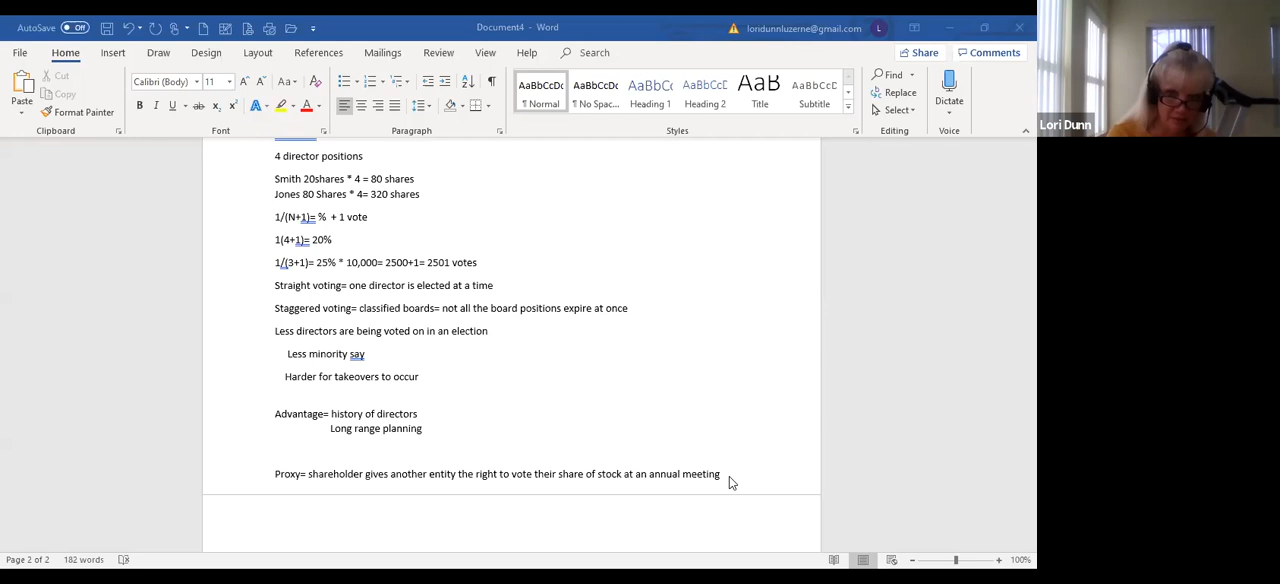 AutoSave Off Document4 - Word loridunnluzerne@gmail.com L
File Home Insert Draw Design Layout References Mailings Review View Help Search Share Comments
Paste Cut Copy Format Painter
Clipboard
Calibri (Body) 11
Font
Paragraph
AaBbCcDc AaBbCcDc AaBbC( AaBbCcD AaB AaBbCcD
¶ Normal ¶ No Spac... Heading 1 Heading 2 Title Subtitle
Styles
Find Replace Select
Editing
Dictate
Voice
Lori Dunn
4 director positions
Smith 20shares * 4 = 80 shares
Jones 80 Shares * 4= 320 shares
1/(N+1)= % + 1 vote
1(4+1)= 20%
1/(3+1)= 25% * 10,000= 2500+1= 2501 votes
Straight voting= one director is elected at a time
Staggered voting= classified boards= not all the board positions expire at once
Less directors are being voted on in an election
Less minority say
Harder for takeovers to occur
Advantage= history of directors
Long range planning
Proxy= shareholder gives another entity the right to vote their share of stock at an annual meeting
Page 2 of 2 182 words 100%